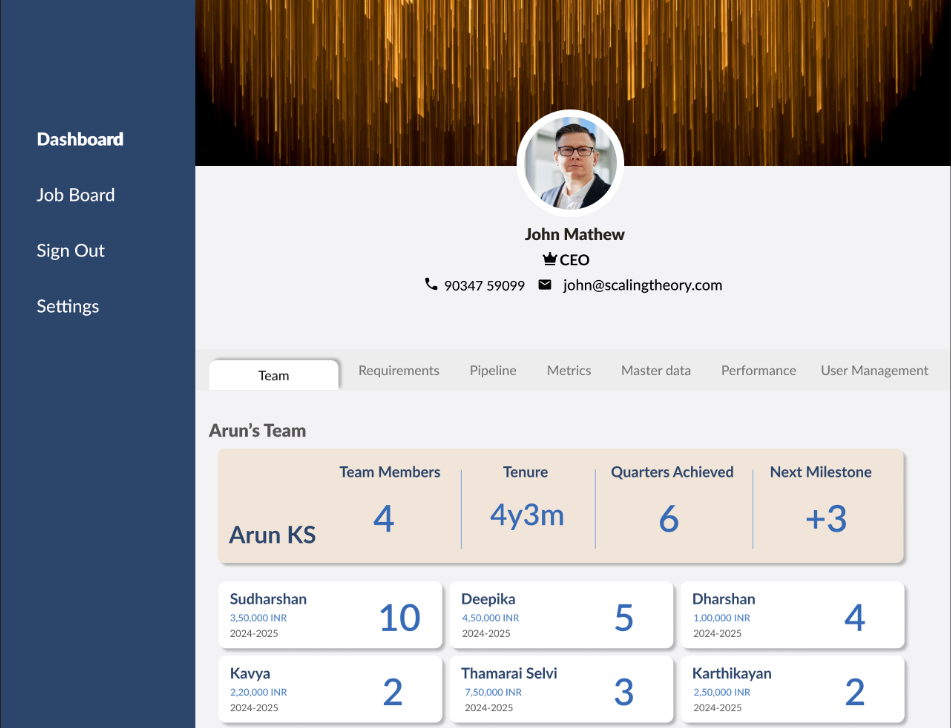 Dashboard
Job Board
Sign Out
Settings
John Mathew
CEO
90347 59099 john@scalingtheory.com
Team Requirements Pipeline Metrics Master data Performance User Management
Arun’s Team
Team Members Tenure Quarters Achieved Next Milestone
Arun KS 4 4y3m 6 +3
Sudharshan
3,50,000 INR
2024-2025
10
Deepika
4,50,000 INR
2024-2025
5
Dharshan
1,00,000 INR
2024-2025
4
Kavya
2,20,000 INR
2024-2025
2
Thamarai Selvi
7,50,000 INR
2024-2025
3
Karthikayan
2,50,000 INR
2024-2025
2